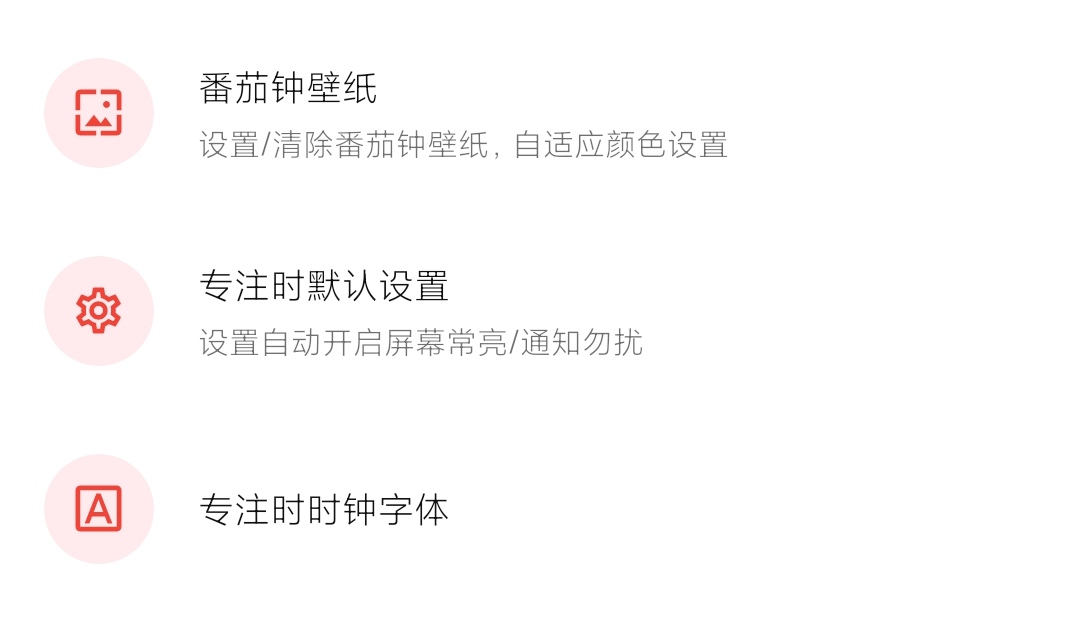 番茄钟壁纸
设置/清除番茄钟壁纸, 自适应颜色设置
专注时默认设置
设置自动开启屏幕常亮/通知勿扰
A
专注时时钟字体